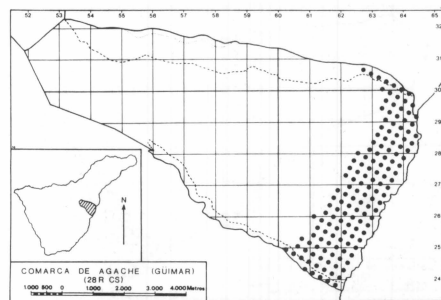 52 53 54 55 56 57 58 59 60 61 62 63 64 65
32
31
30
29
28
27
26
25
24
N
COMARCA DE AGACHE (GUIMAR)
(28R CS)
1.000 800 0 1.000 2.000 3.000 4.000 Metros